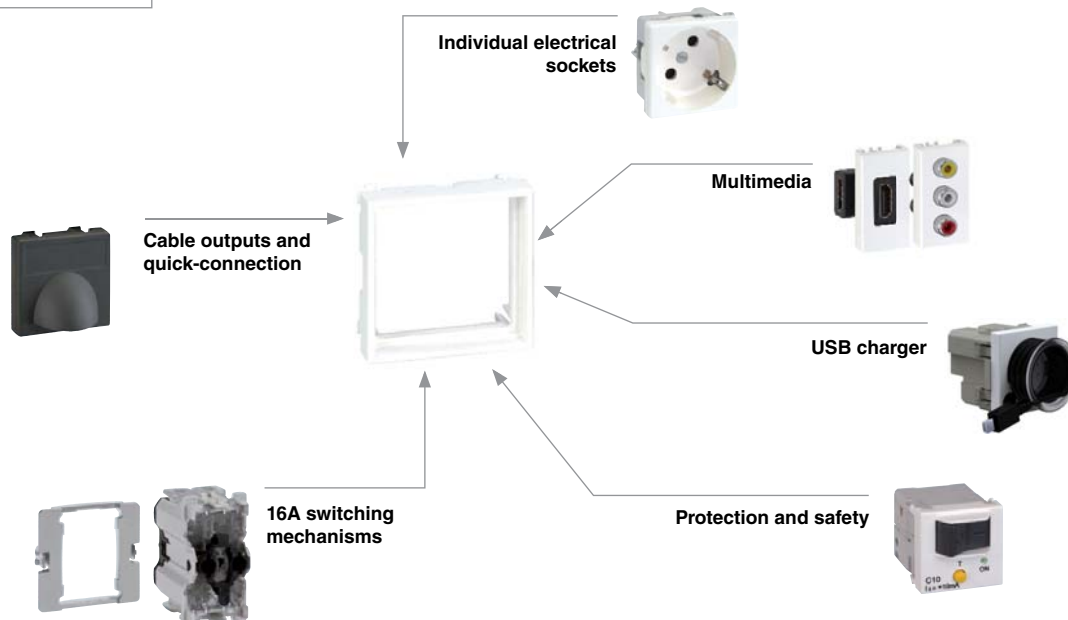 Individual electrical
sockets
Multimedia
Cable outputs and
quick-connection
USB charger
16A switching
mechanisms
Protection and safety
T
ON
C10